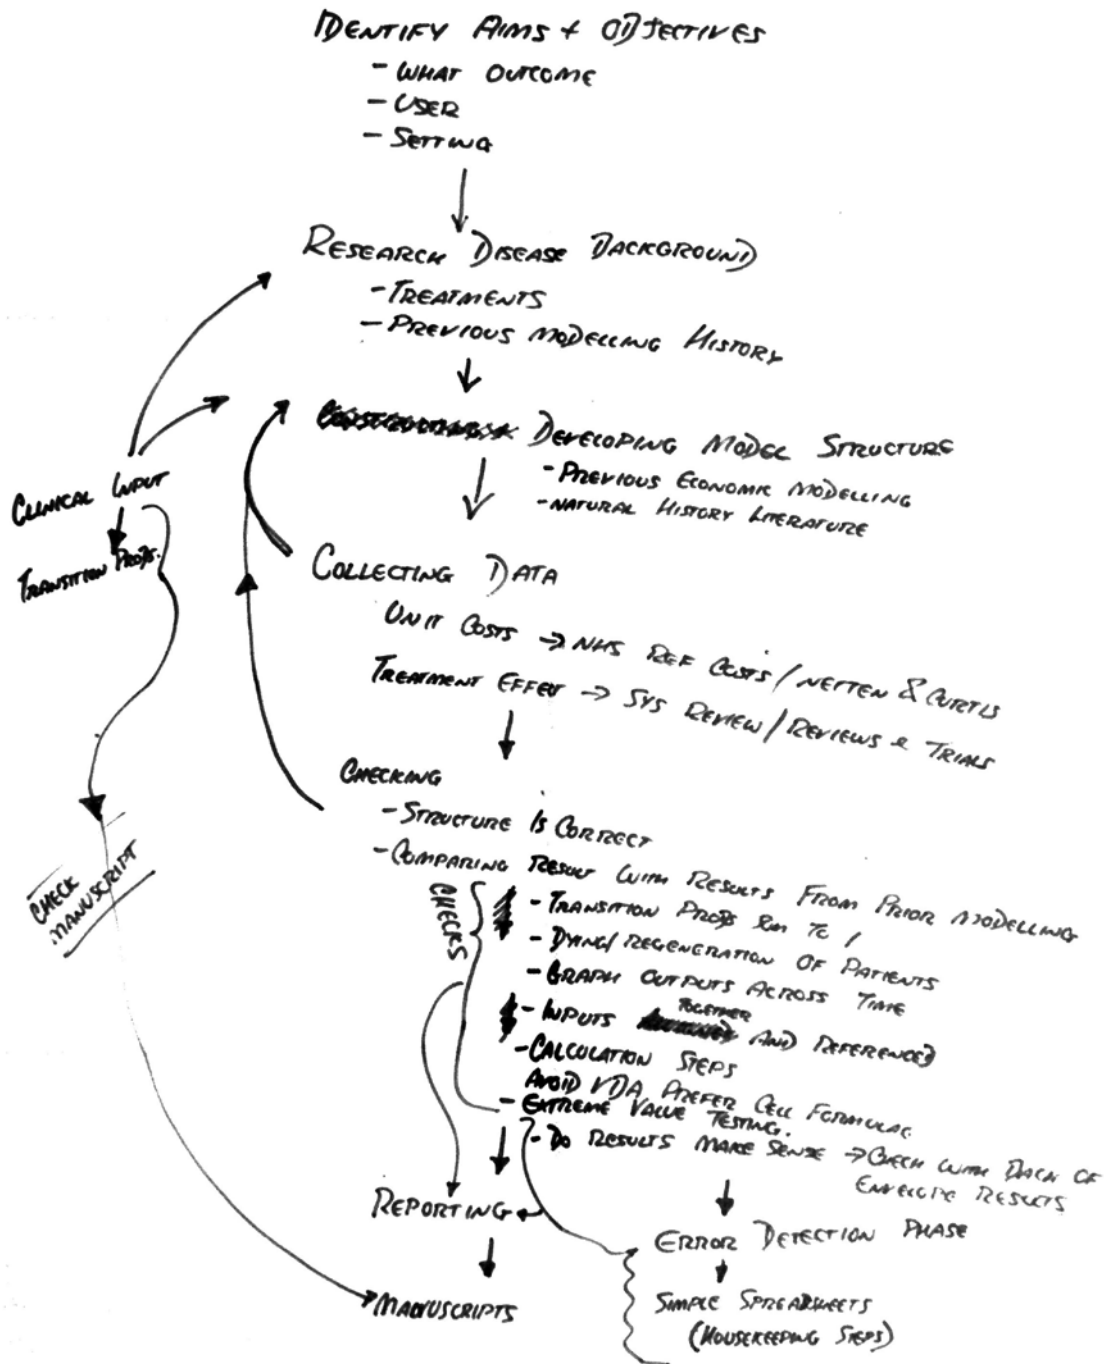 IDENTIFY AIMS + OBJECTIVES
- WHAT OUTCOME
- USER
- SETTING
RESEARCH DISEASE BACKGROUND
- TREATMENTS
- PREVIOUS MODELLING HISTORY
DEVELOPING MODEL STRUCTURE
- PREVIOUS ECONOMIC MODELLING
- NATURAL HISTORY LITERATURE
CLINICAL INPUT
TRANSITION PROBS.
COLLECTING DATA
UNIT COSTS → NHS REF COSTS / NETTEN & CURTIS
TREATMENT EFFECT → SYS REVIEW / REVIEWS & TRIALS
CHECKING
- STRUCTURE IS CORRECT
- COMPARING RESULT WITH RESULTS FROM PRIOR MODELLING
CHECK
MANUSCRIPT
CHECKS
- TRANSITION PROBS SUM TO 1
- DYING/REGENERATION OF PATIENTS
- GRAPH OUTPUTS ACROSS TIME
- INPUTS TOGETHER AND REFERENCED
- CALCULATION STEPS
AVOID VBA PREFER CELL FORMULAE
- EXTREME VALUE TESTING.
- DO RESULTS MAKE SENSE → CHECK WITH BACK OF
ENVELOPE RESULTS
REPORTING
ERROR DETECTION PHASE
MANUSCRIPTS
SIMPLE SPREADSHEETS
(HOUSEKEEPING STEPS)